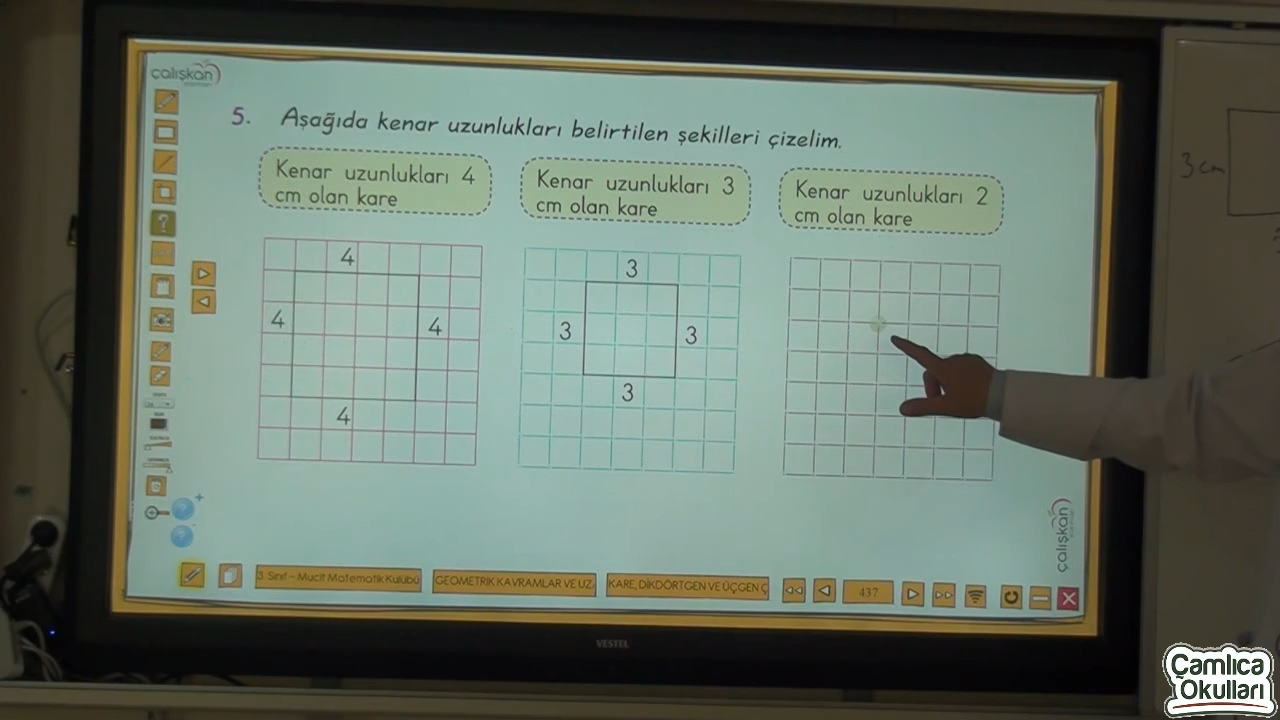 çalışkan
5. Aşağıda kenar uzunlukları belirtilen şekilleri çizelim.
Kenar uzunlukları 4
cm olan kare
Kenar uzunlukları 3
cm olan kare
Kenar uzunlukları 2
cm olan kare
4
4
4
4
3
3
3
3
3 cm
çalışkan
3. Sınıf - Mucit Matematik Kulübü
GEOMETRİK KAVRAMLAR VE UZ
KARE, DİKDÖRTGEN VE ÜÇGEN Ç
437
VESTEL
Çamlıca
Okulları